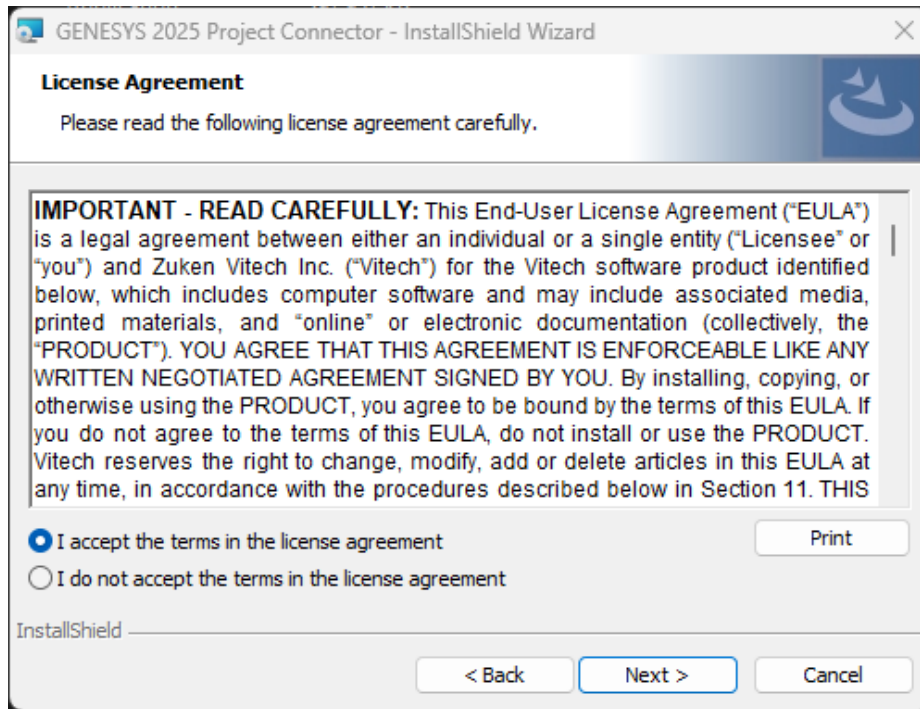 GENESYS 2025 Project Connector - InstallShield Wizard
License Agreement
Please read the following license agreement carefully.
IMPORTANT - READ CAREFULLY: This End-User License Agreement (“EULA”)
is a legal agreement between either an individual or a single entity (“Licensee” or
“you”) and Zuken Vitech Inc. (“Vitech”) for the Vitech software product identified
below, which includes computer software and may include associated media,
printed materials, and “online” or electronic documentation (collectively, the
“PRODUCT”). YOU AGREE THAT THIS AGREEMENT IS ENFORCEABLE LIKE ANY
WRITTEN NEGOTIATED AGREEMENT SIGNED BY YOU. By installing, copying, or
otherwise using the PRODUCT, you agree to be bound by the terms of this EULA. If
you do not agree to the terms of this EULA, do not install or use the PRODUCT.
Vitech reserves the right to change, modify, add or delete articles in this EULA at
any time, in accordance with the procedures described below in Section 11. THIS
I accept the terms in the license agreement
Print
I do not accept the terms in the license agreement
InstallShield
< Back
Next >
Cancel